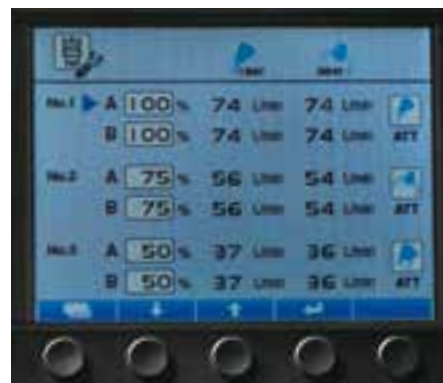 No.1 A 100 % 74 L/min 74 L/min
B 100 % 74 L/min 74 L/min ATT
No.2 A 75 % 56 L/min 54 L/min
B 75 % 56 L/min 54 L/min ATT
No.3 A 50 % 37 L/min 36 L/min
B 50 % 37 L/min 36 L/min ATT